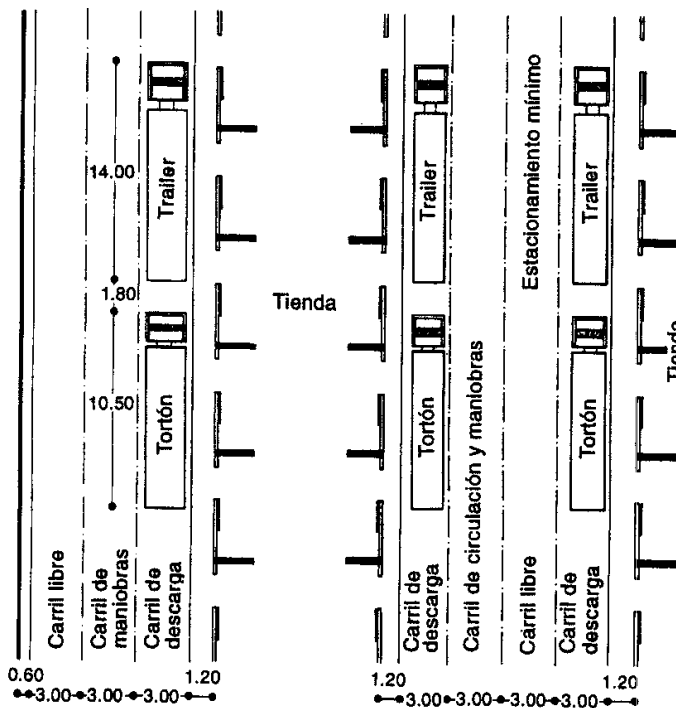 14.00
Trailer
1.80
10.50
Tortón
Tienda
Trailer
Tortón
Estacionamiento mínimo
Trailer
Tortón
Tienda
Carril libre
Carril de
maniobras
Carril de
descarga
Carril de
descarga
Carril de circulación y maniobras
Carril libre
Carril de
descarga
0.60
3.00
3.00
3.00
1.20
1.20
3.00
3.00
3.00
3.00
1.20